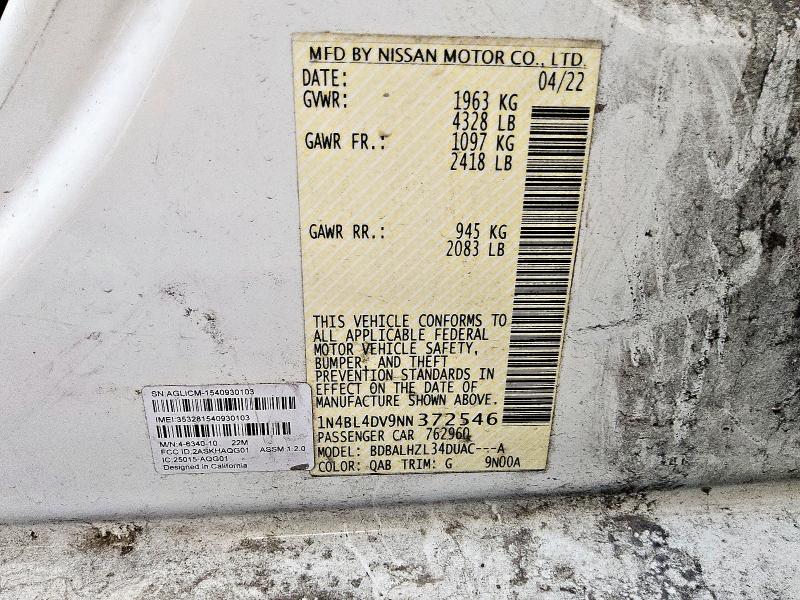 MFD BY NISSAN MOTOR CO., LTD.
DATE: 04/22
GVWR: 1963 KG
4328 LB
GAWR FR.: 1097 KG
2418 LB
GAWR RR.: 945 KG
2083 LB
THIS VEHICLE CONFORMS TO
ALL APPLICABLE FEDERAL
MOTOR VEHICLE SAFETY,
BUMPER, AND THEFT
PREVENTION STANDARDS IN
EFFECT ON THE DATE OF
MANUFACTURE SHOWN ABOVE.
1N4BL4DV9NN372546
PASSENGER CAR 762960
MODEL: BDBALHZL34DUAC---A
COLOR: QAB TRIM: G 9N00A
SN:AGLICM-1540930103
IMEI:353281540930103
M/N:4-6340-10 22M
FCC ID:2ASKHAQG01 ASSM 1.2.0
IC:25015-AQG01
Designed in California